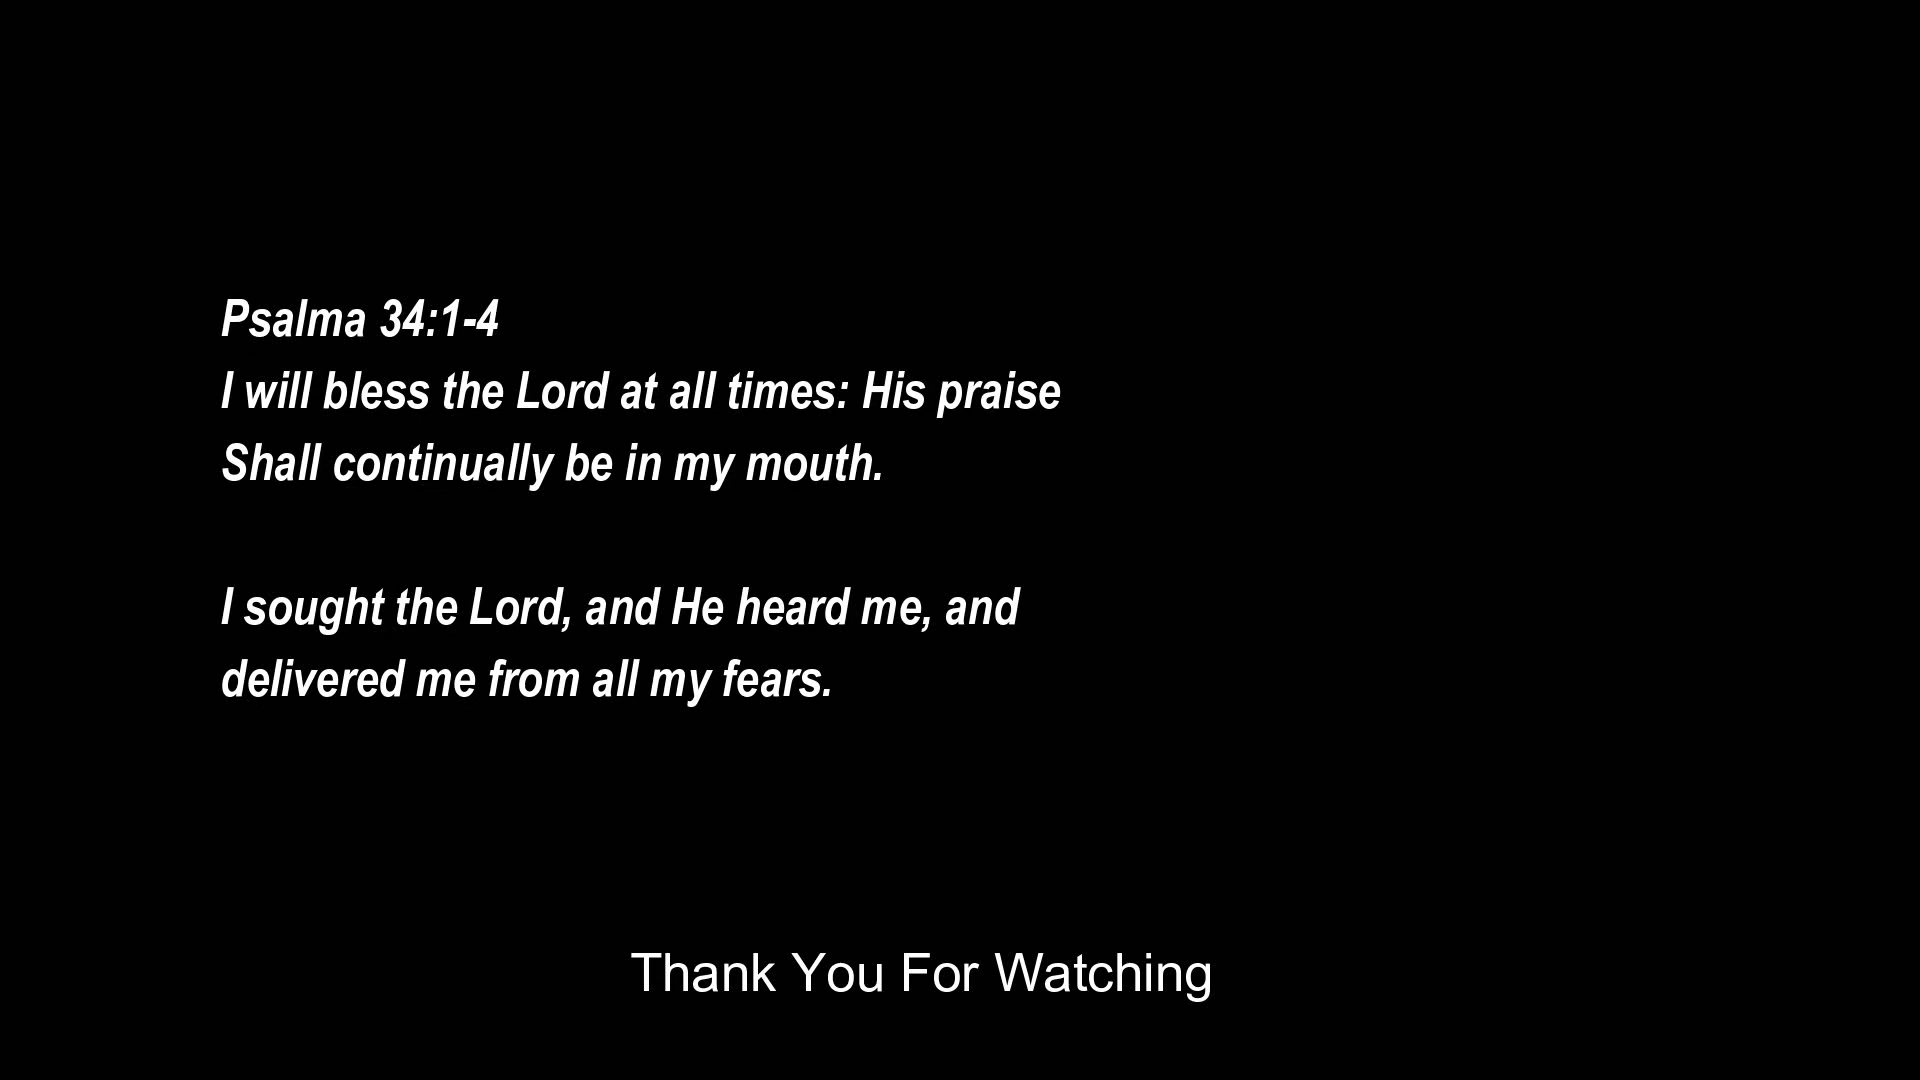 Psalma 34:1-4
I will bless the Lord at all times: His praise
Shall continually be in my mouth.
I sought the Lord, and He heard me, and
delivered me from all my fears.
Thank You For Watching